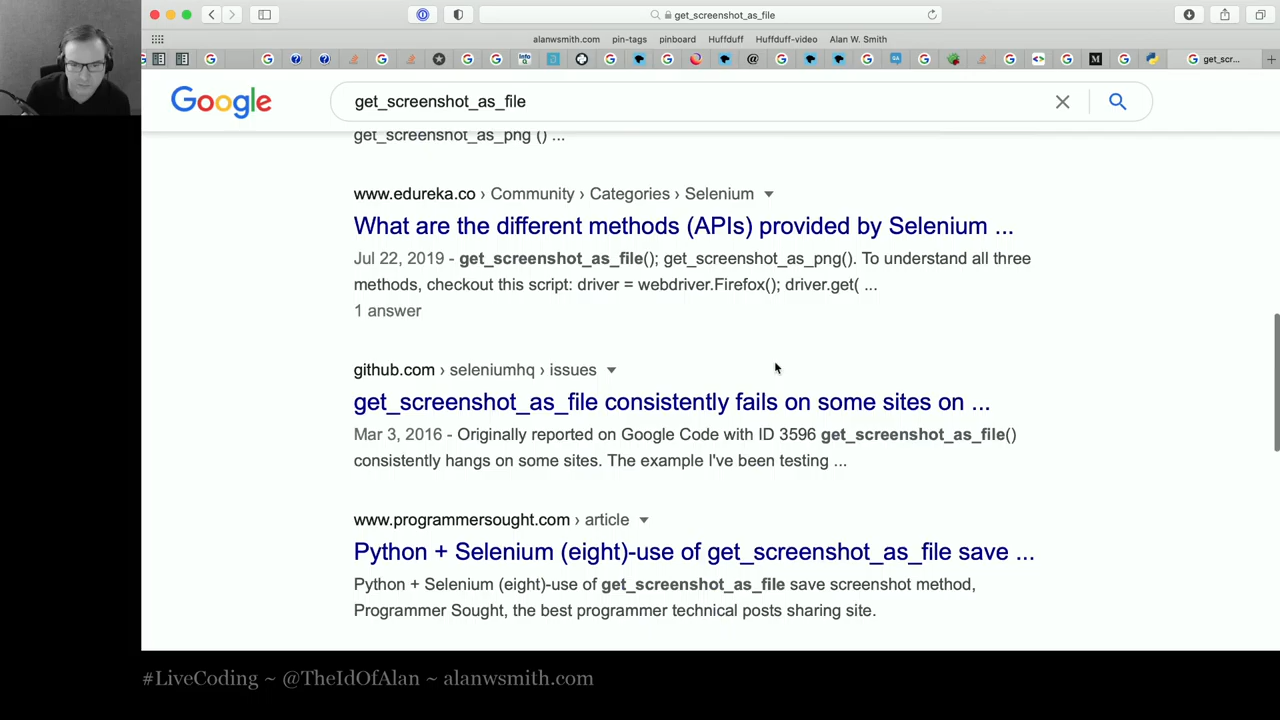 get_screenshot_as_file
alanwsmith.com pin-tags pinboard Huffduff Huffduff-video Alan W. Smith
get_scr...
Google get_screenshot_as_file
get_screenshot_as_png () ...
www.edureka.co › Community › Categories › Selenium
What are the different methods (APIs) provided by Selenium ...
Jul 22, 2019 - get_screenshot_as_file(); get_screenshot_as_png(). To understand all three
methods, checkout this script: driver = webdriver.Firefox(); driver.get( ...
1 answer
github.com › seleniumhq › issues
get_screenshot_as_file consistently fails on some sites on ...
Mar 3, 2016 - Originally reported on Google Code with ID 3596 get_screenshot_as_file()
consistently hangs on some sites. The example I've been testing ...
www.programmersought.com › article
Python + Selenium (eight)-use of get_screenshot_as_file save ...
Python + Selenium (eight)-use of get_screenshot_as_file save screenshot method,
Programmer Sought, the best programmer technical posts sharing site.
#LiveCoding ~ @TheIdOfAlan ~ alanwsmith.com